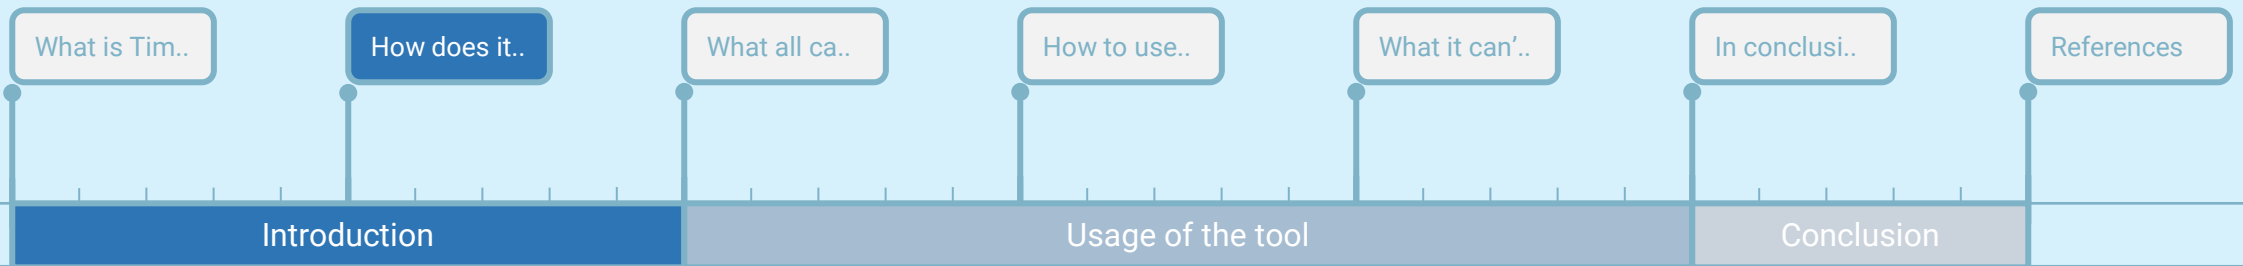 What is Tim..
How does it..
What all ca..
How to use..
What it can’..
In conclusi..
References
Introduction
Usage of the tool
Conclusion